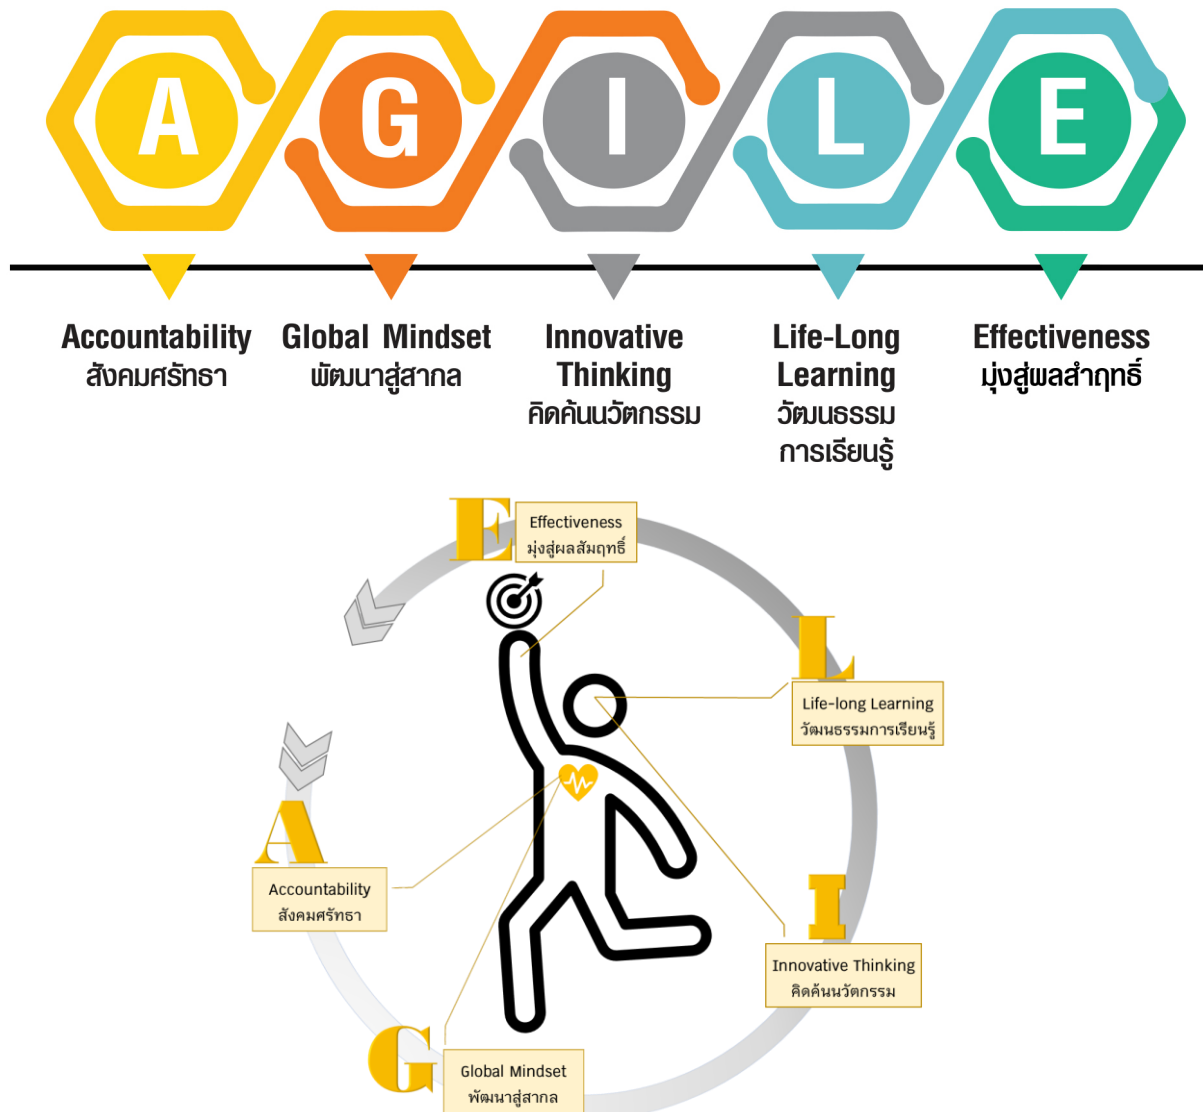 A G I L E
Accountability
สังคมศรัทธา
Global Mindset
พัฒนาสู่สากล
Innovative
Thinking
คิดค้นนวัตกรรม
Life-Long
Learning
วัฒนธรรม
การเรียนรู้
Effectiveness
มุ่งสู่ผลสำฤทธิ์
E
Effectiveness
มุ่งสู่ผลสัมฤทธิ์
L
Life-long Learning
วัฒนธรรมการเรียนรู้
A
Accountability
สังคมศรัทธา
I
Innovative Thinking
คิดค้นนวัตกรรม
G
Global Mindset
พัฒนาสู่สากล